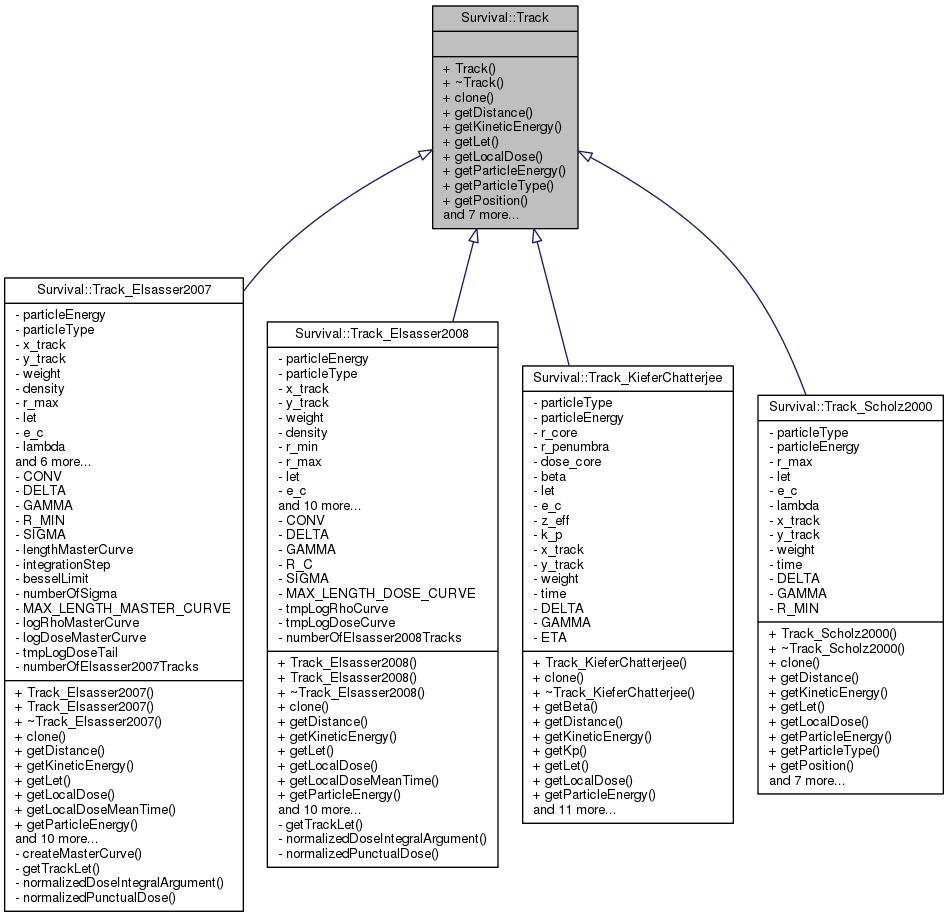 Survival::Track
+ Track()
+ ~Track()
+ clone()
+ getDistance()
+ getKineticEnergy()
+ getLet()
+ getLocalDose()
+ getParticleEnergy()
+ getParticleType()
+ getPosition()
and 7 more...
Survival::Track_Elsasser2007
- particleEnergy
- particleType
- x_track
- y_track
- weight
- density
- r_max
- let
- e_c
- lambda
and 6 more...
- CONV
- DELTA
- GAMMA
- R_MIN
- SIGMA
- lengthMasterCurve
- integrationStep
- besselLimit
- numberOfSigma
- MAX_LENGTH_MASTER_CURVE
- logRhoMasterCurve
- logDoseMasterCurve
- tmpLogDoseTail
- numberOfElsasser2007Tracks
+ Track_Elsasser2007()
+ Track_Elsasser2007()
+ ~Track_Elsasser2007()
+ clone()
+ getDistance()
+ getKineticEnergy()
+ getLet()
+ getLocalDose()
+ getLocalDoseMeanTime()
+ getParticleEnergy()
and 10 more...
- createMasterCurve()
- getTrackLet()
- normalizedDoseIntegralArgument()
- normalizedPunctualDose()
Survival::Track_Elsasser2008
- particleEnergy
- particleType
- x_track
- y_track
- weight
- density
- r_min
- r_max
- let
- e_c
and 10 more...
- CONV
- DELTA
- GAMMA
- R_C
- SIGMA
- MAX_LENGTH_DOSE_CURVE
- tmpLogRhoCurve
- tmpLogDoseCurve
- numberOfElsasser2008Tracks
+ Track_Elsasser2008()
+ Track_Elsasser2008()
+ ~Track_Elsasser2008()
+ clone()
+ getDistance()
+ getKineticEnergy()
+ getLet()
+ getLocalDose()
+ getLocalDoseMeanTime()
+ getParticleEnergy()
and 10 more...
- getTrackLet()
- normalizedDoseIntegralArgument()
- normalizedPunctualDose()
Survival::Track_KieferChatterjee
- particleType
- particleEnergy
- r_core
- r_penumbra
- dose_core
- beta
- let
- e_c
- z_eff
- k_p
- x_track
- y_track
- weight
- time
- DELTA
- GAMMA
- ETA
+ Track_KieferChatterjee()
+ clone()
+ ~Track_KieferChatterjee()
+ getBeta()
+ getDistance()
+ getKineticEnergy()
+ getKp()
+ getLet()
+ getLocalDose()
+ getParticleEnergy()
and 11 more...
Survival::Track_Scholz2000
- particleType
- particleEnergy
- r_max
- let
- e_c
- lambda
- x_track
- y_track
- weight
- time
- DELTA
- GAMMA
- R_MIN
+ Track_Scholz2000()
+ ~Track_Scholz2000()
+ clone()
+ getDistance()
+ getKineticEnergy()
+ getLet()
+ getLocalDose()
+ getParticleEnergy()
+ getParticleType()
+ getPosition()
and 7 more...